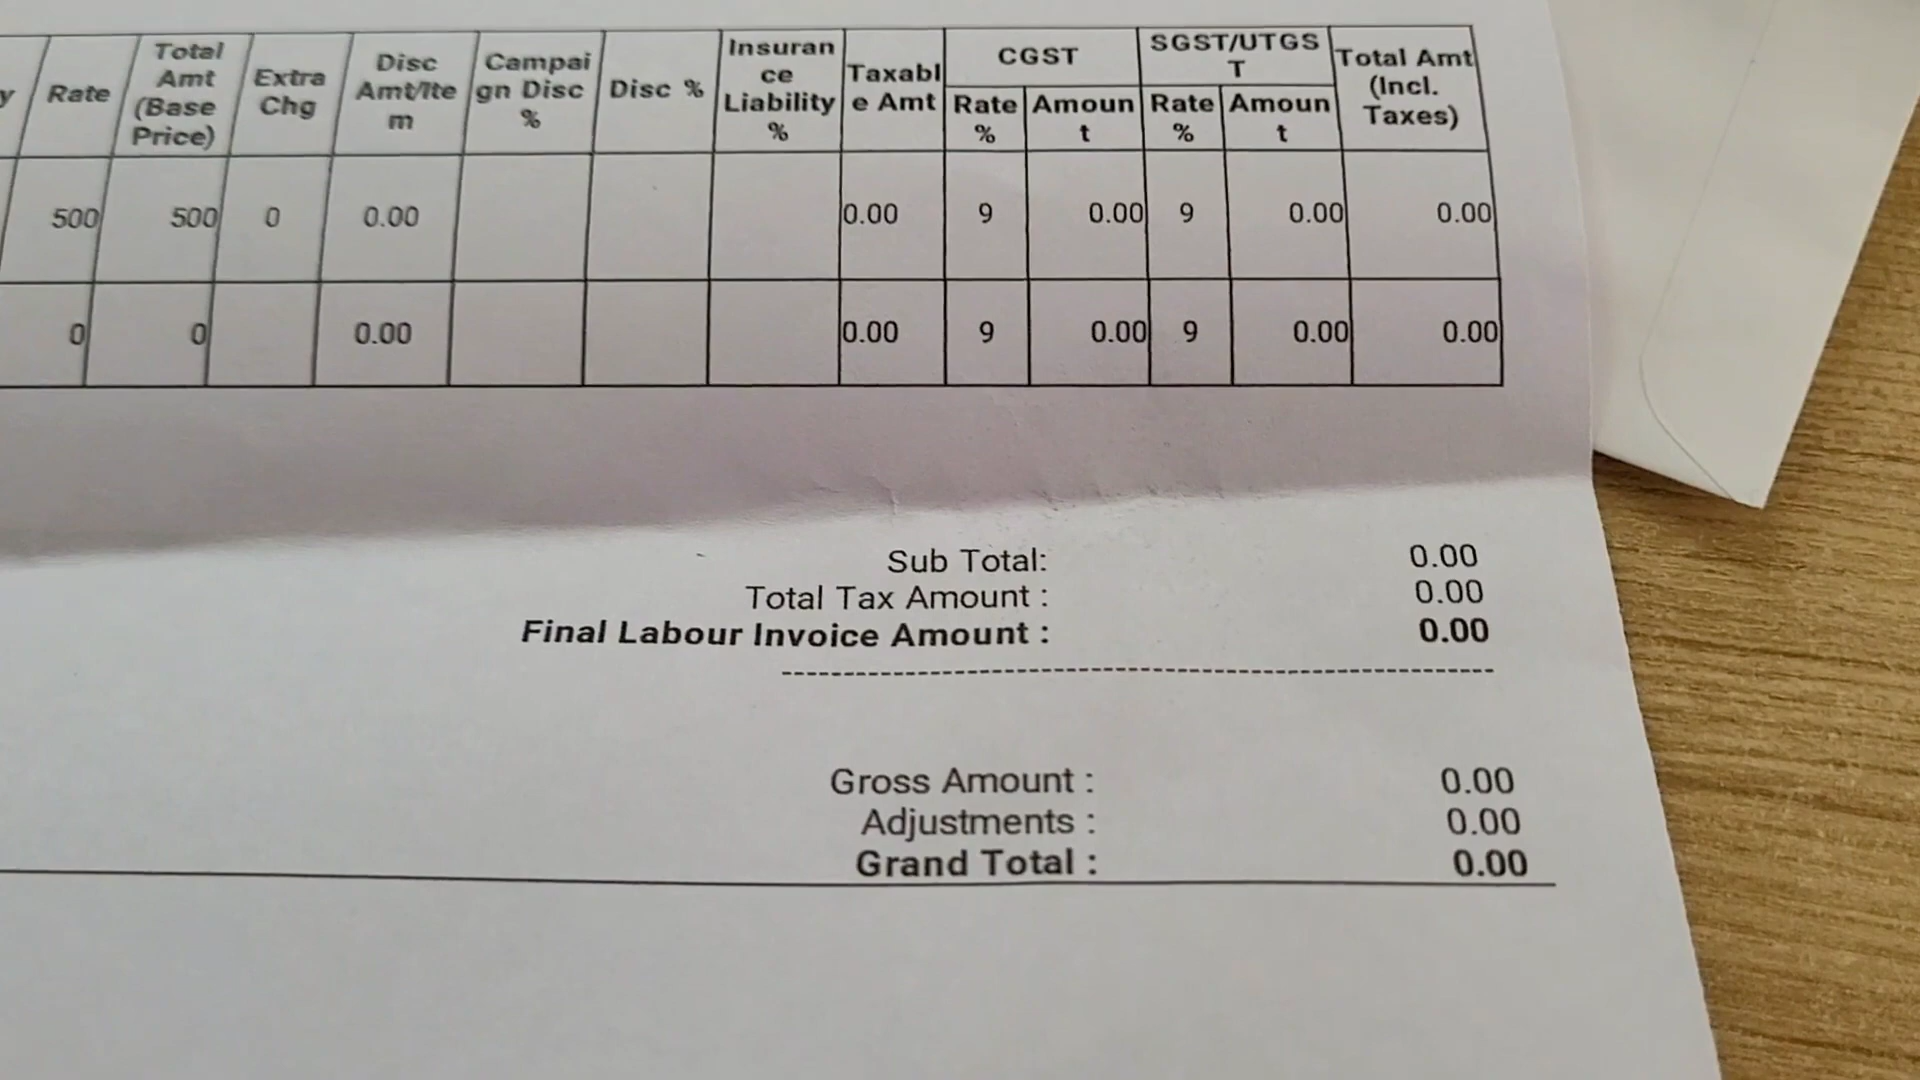 y Rate Total Amt (Base Price) Extra Chg Disc Amt/Ite m Campai gn Disc % Disc % Insuran ce Liability % Taxabl e Amt CGST SGST/UTGS T Total Amt (Incl. Taxes)
Rate % Amoun t Rate % Amoun t
500 500 0 0.00 0.00 9 0.00 9 0.00 0.00
0 0 0.00 0.00 9 0.00 9 0.00 0.00
Sub Total: 0.00
Total Tax Amount : 0.00
Final Labour Invoice Amount : 0.00
--------------------------------------------------------------------
Gross Amount : 0.00
Adjustments : 0.00
Grand Total : 0.00